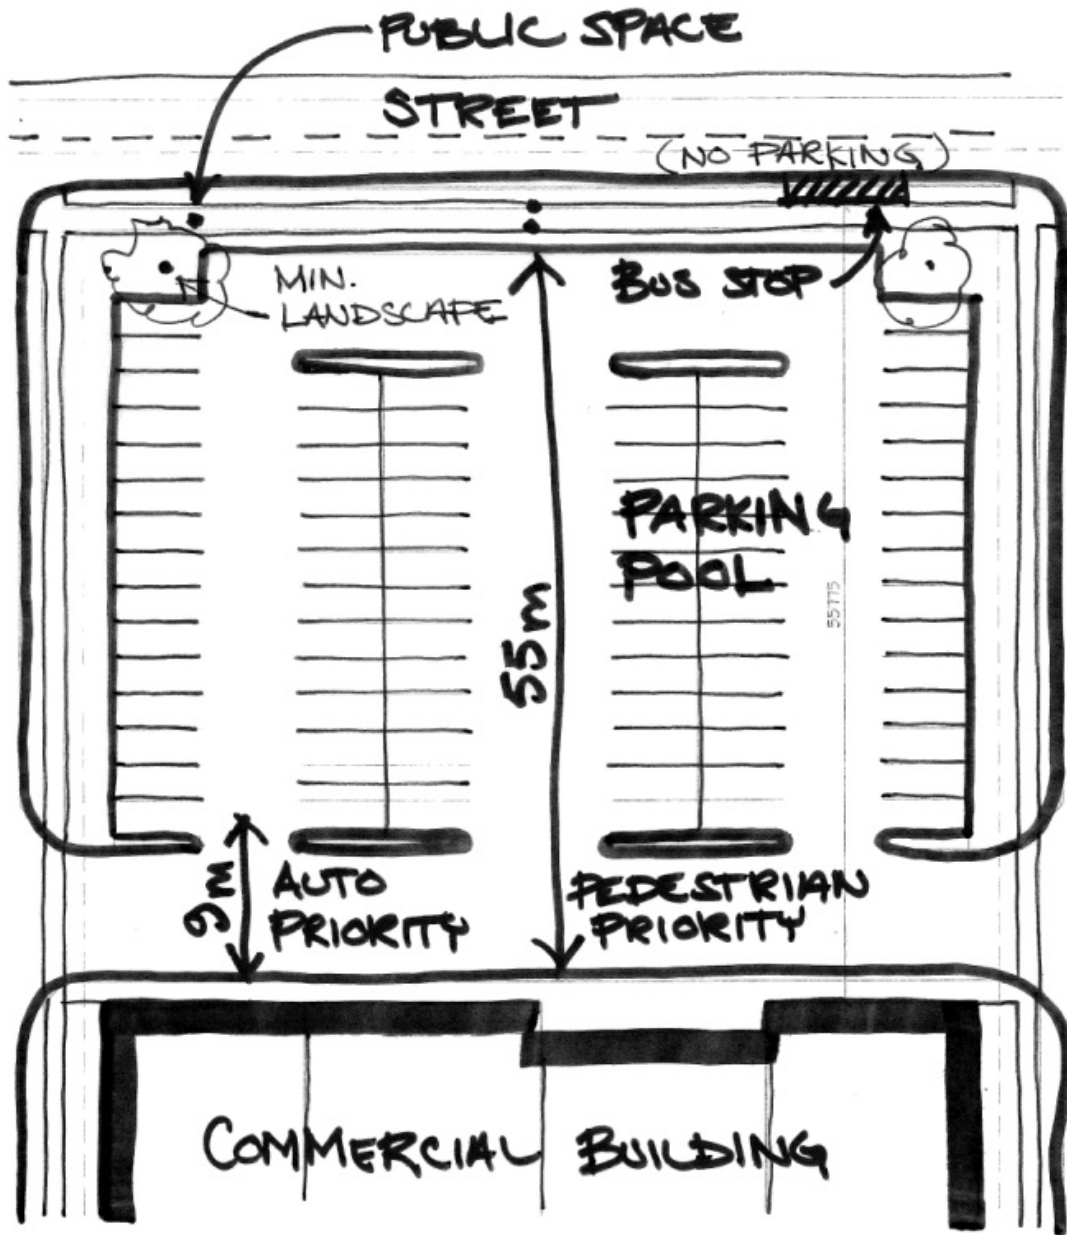 PUBLIC SPACE
STREET
(NO PARKING)
MIN.
LANDSCAPE
BUS STOP
PARKING
POOL
55m
55775
9m
AUTO
PRIORITY
PEDESTRIAN
PRIORITY
COMMERCIAL BUILDING